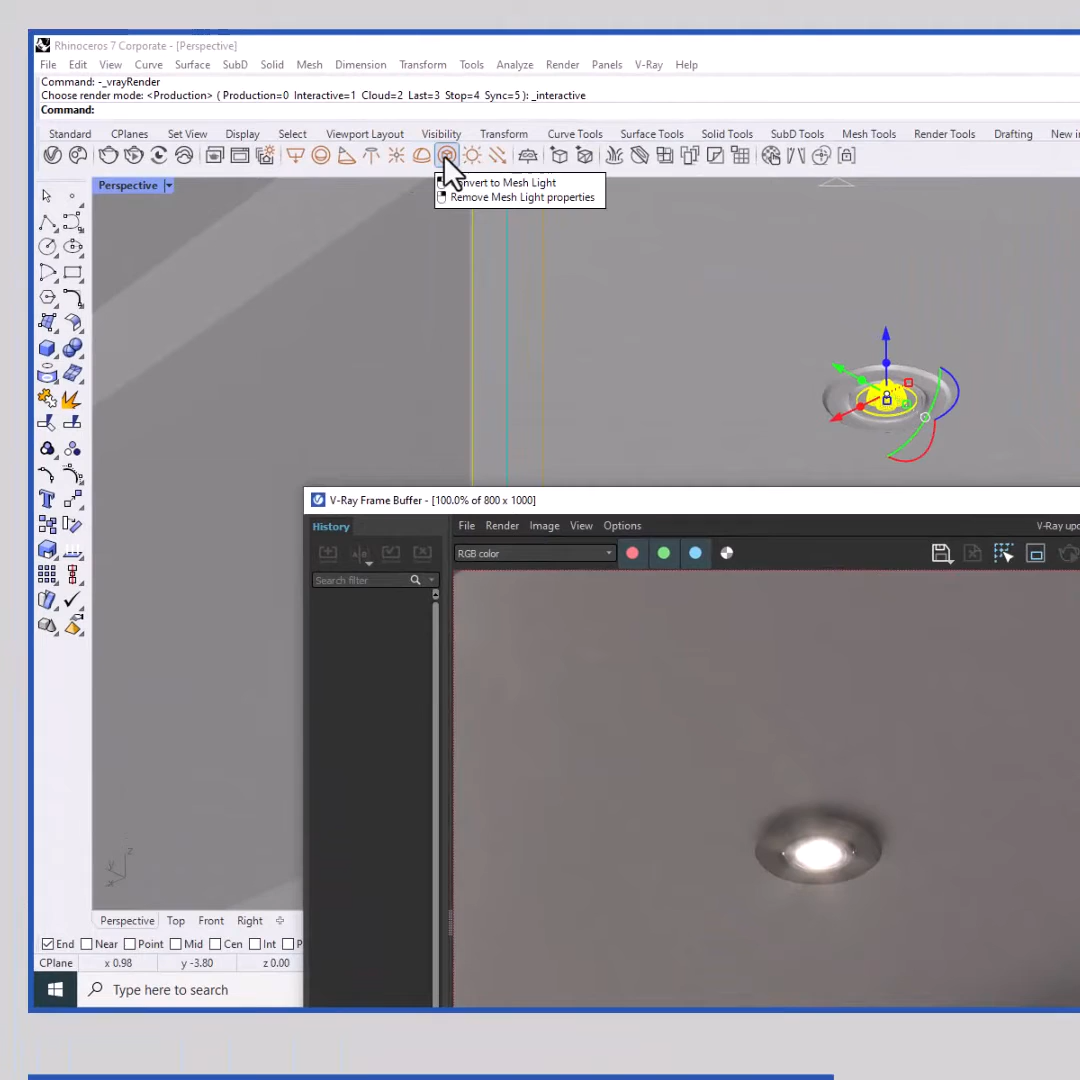 Rhinoceros 7 Corporate - [Perspective]
File Edit View Curve Surface SubD Solid Mesh Dimension Transform Tools Analyze Render Panels V-Ray Help
Command: -_vrayRender
Choose render mode: <Production> ( Production=0 Interactive=1 Cloud=2 Last=3 Stop=4 Sync=5 ): _interactive
Command:
Standard CPlanes Set View Display Select Viewport Layout Visibility Transform Curve Tools Surface Tools Solid Tools SubD Tools Mesh Tools Render Tools Drafting New in
to Mesh Light
Remove Mesh Light properties
Perspective
V-Ray Frame Buffer - [100.0% of 800 x 1000]
History
File Render Image View Options
V-Ray
RGB color
Search filter
z
y
x
Perspective Top Front Right
End Near Point Mid Cen Int P
CPlane x 0.98 y -3.80 z 0.00
Type here to search